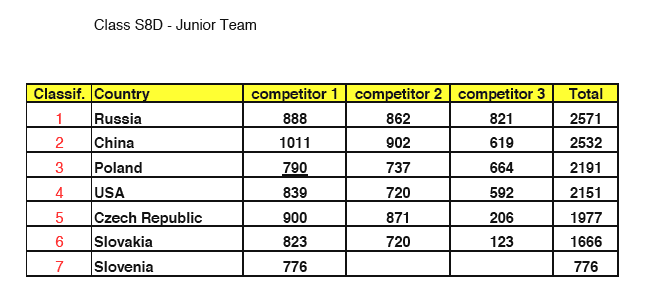 Class S8D - Junior Team
Classif. Country competitor 1 competitor 2 competitor 3 Total
1 Russia 888 862 821 2571
2 China 1011 902 619 2532
3 Poland 790 737 664 2191
4 USA 839 720 592 2151
5 Czech Republic 900 871 206 1977
6 Slovakia 823 720 123 1666
7 Slovenia 776 776